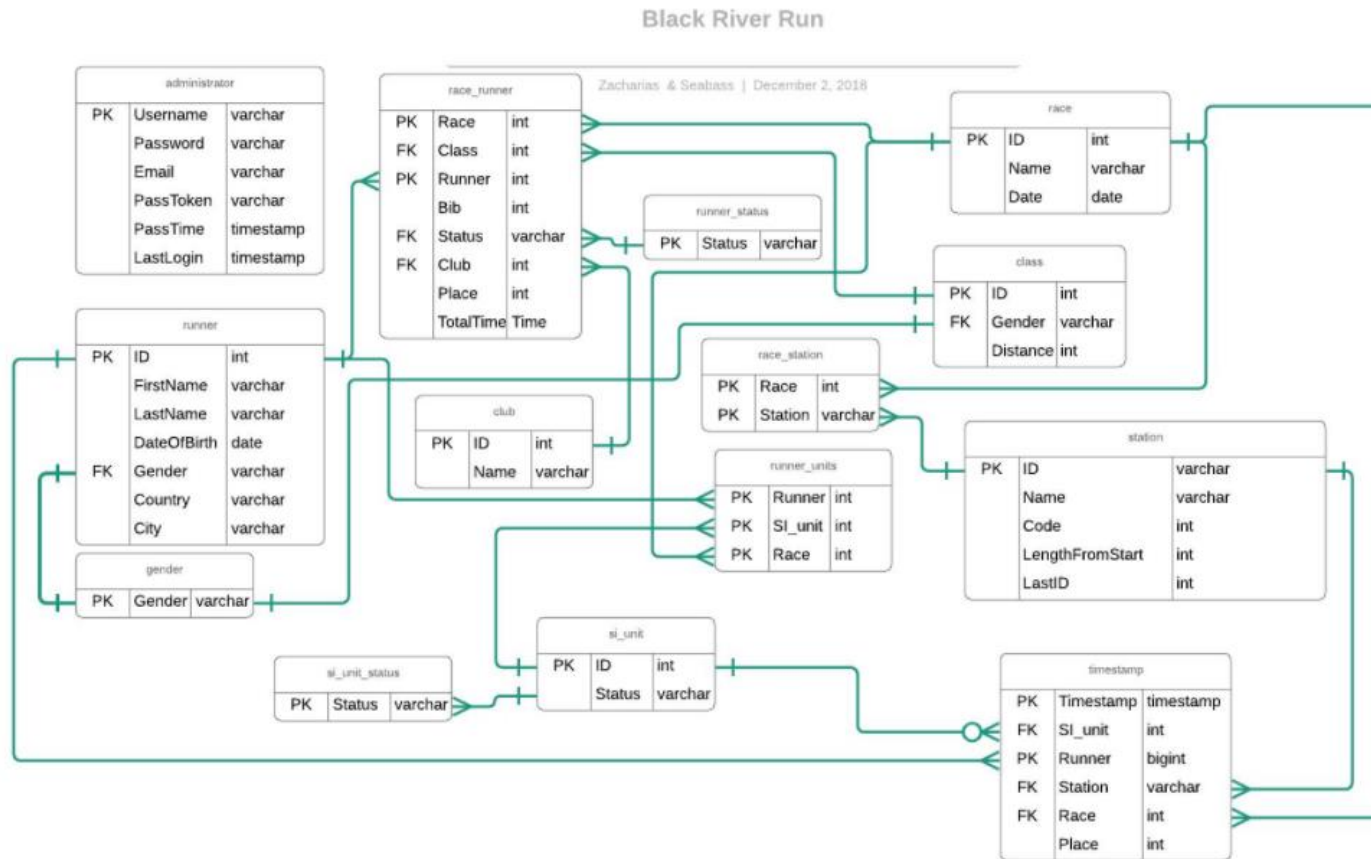 Black River Run
Zacharias & Seabass | December 2, 2018
administrator
PK Username varchar
Password varchar
Email varchar
PassToken varchar
PassTime timestamp
LastLogin timestamp
race_runner
PK Race int
FK Class int
PK Runner int
Bib int
FK Status varchar
FK Club int
Place int
TotalTime Time
race
PK ID int
Name varchar
Date date
runner_status
PK Status varchar
class
PK ID int
FK Gender varchar
Distance int
runner
PK ID int
FirstName varchar
LastName varchar
DateOfBirth date
FK Gender varchar
Country varchar
City varchar
race_station
PK Race int
PK Station varchar
club
PK ID int
Name varchar
station
PK ID varchar
Name varchar
Code int
LengthFromStart int
LastID int
runner_units
PK Runner int
PK SI_unit int
PK Race int
gender
PK Gender varchar
si_unit
PK ID int
Status varchar
si_unit_status
PK Status varchar
timestamp
PK Timestamp timestamp
FK SI_unit int
PK Runner bigint
FK Station varchar
FK Race int
Place int